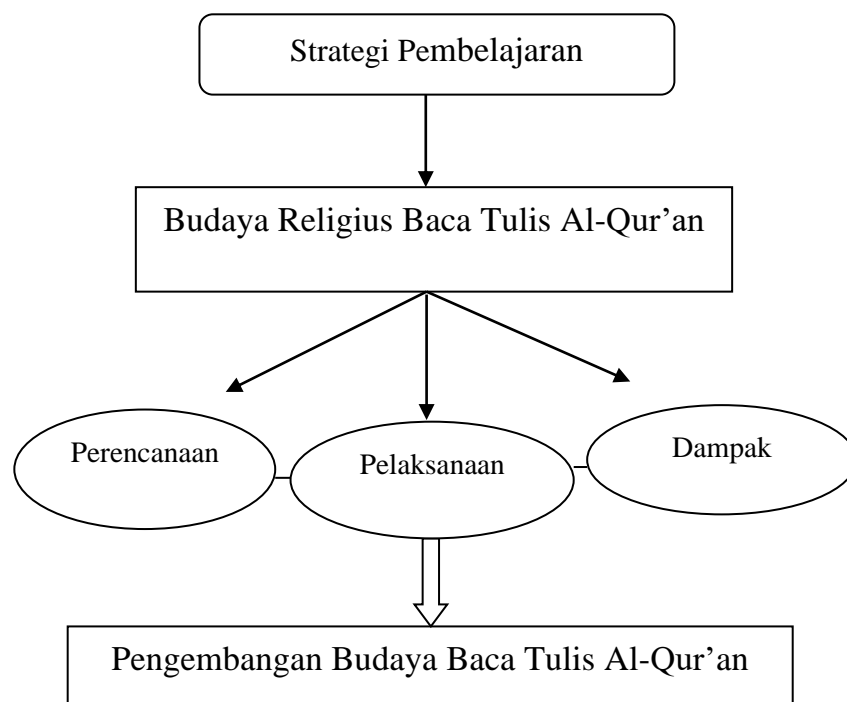 Strategi Pembelajaran
Budaya Religius Baca Tulis Al-Qur’an
Perencanaan
Pelaksanaan
Dampak
Pengembangan Budaya Baca Tulis Al-Qur’an